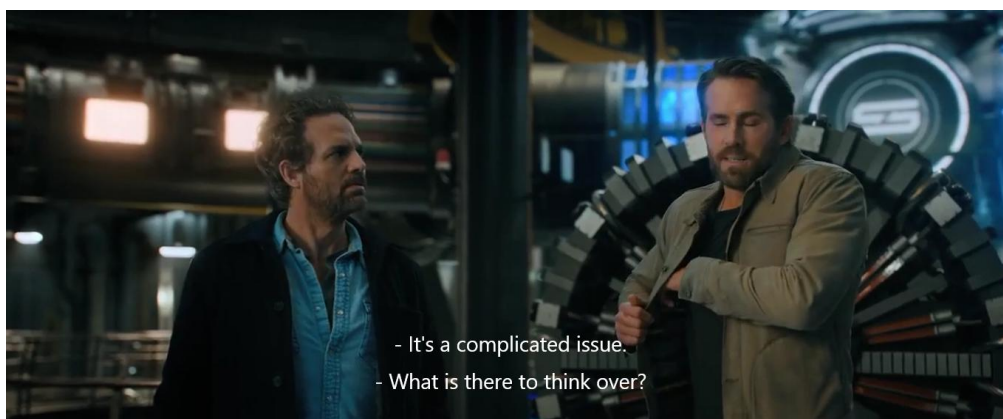 - It's a complicated issue.
- What is there to think over?